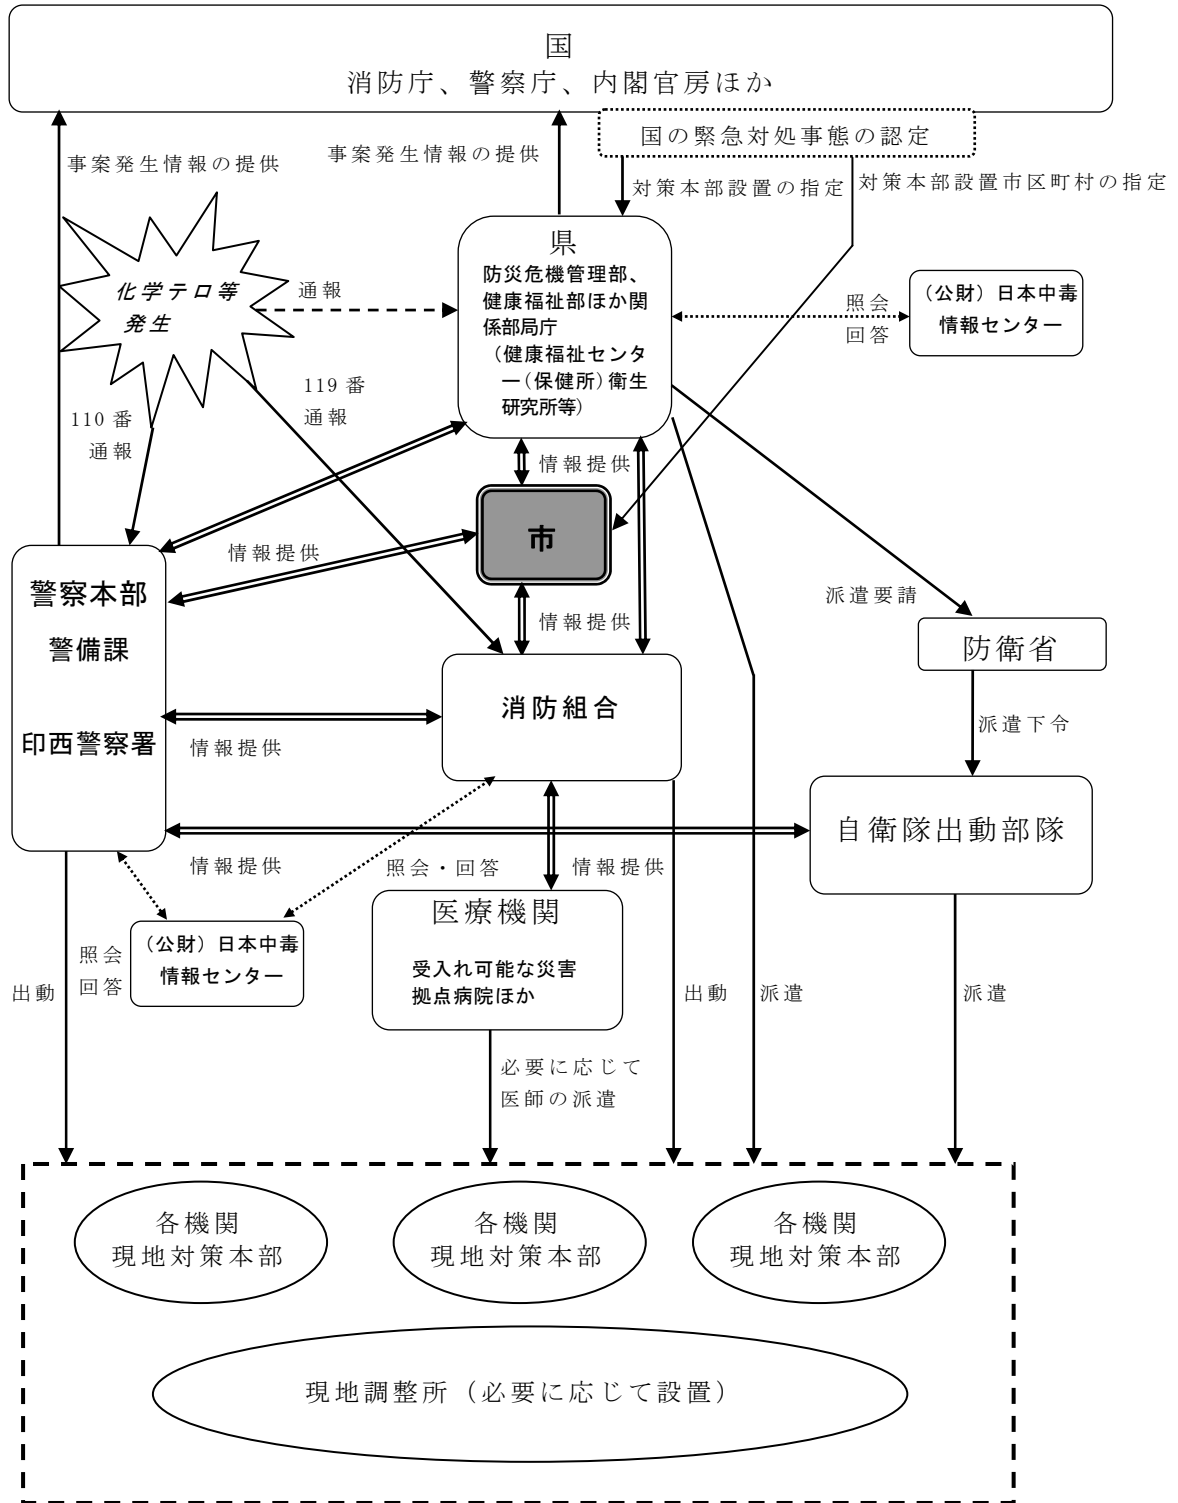 国
消防庁、警察庁、内閣官房ほか
国の緊急対処事態の認定
事案発生情報の提供
事案発生情報の提供
対策本部設置の指定
対策本部設置市区町村の指定
化学テロ等
発生
通報
県
防災危機管理部、
健康福祉部ほか関
係部局庁
（健康福祉センタ
ー（保健所）衛生
研究所等）
照会
回答
（公財）日本中毒
情報センター
110番
通報
119番
通報
情報提供
市
情報提供
情報提供
派遣要請
防衛省
警察本部
警備課
印西警察署
消防組合
情報提供
派遣下令
自衛隊出動部隊
情報提供
照会・回答
情報提供
医療機関
受入れ可能な災害
拠点病院ほか
（公財）日本中毒
情報センター
照会
回答
出動
出動
派遣
派遣
必要に応じて
医師の派遣
各機関
現地対策本部
各機関
現地対策本部
各機関
現地対策本部
現地調整所（必要に応じて設置）